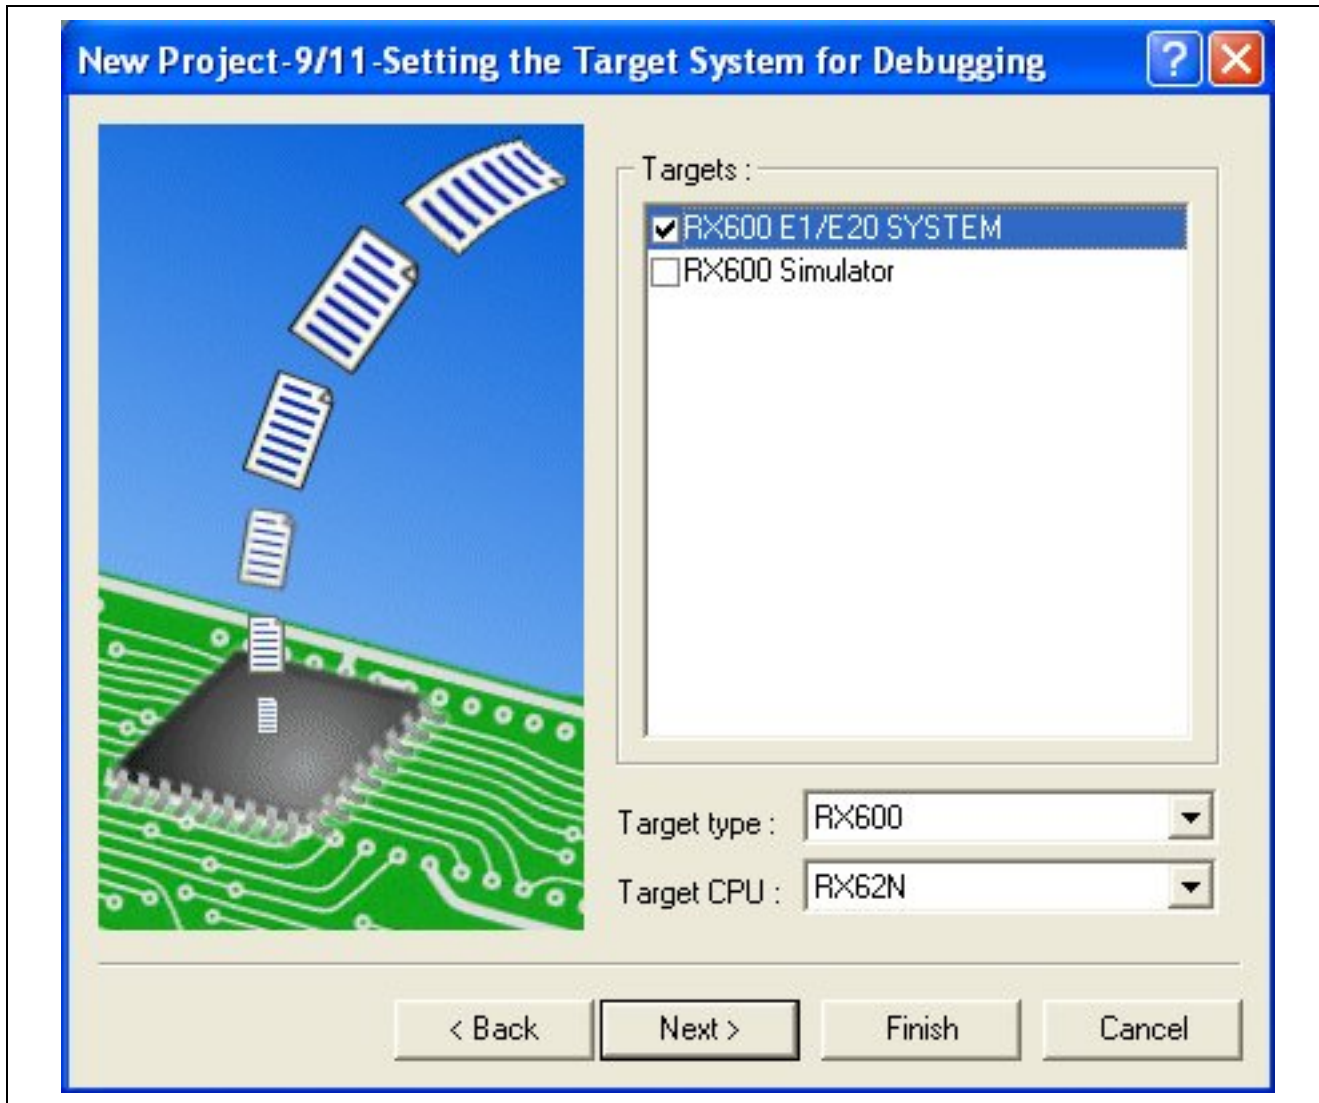 New Project-9/11-Setting the Target System for Debugging
Targets :
RX600 E1/E20 SYSTEM
RX600 Simulator
Target type : RX600
Target CPU : RX62N
< Back Next > Finish Cancel